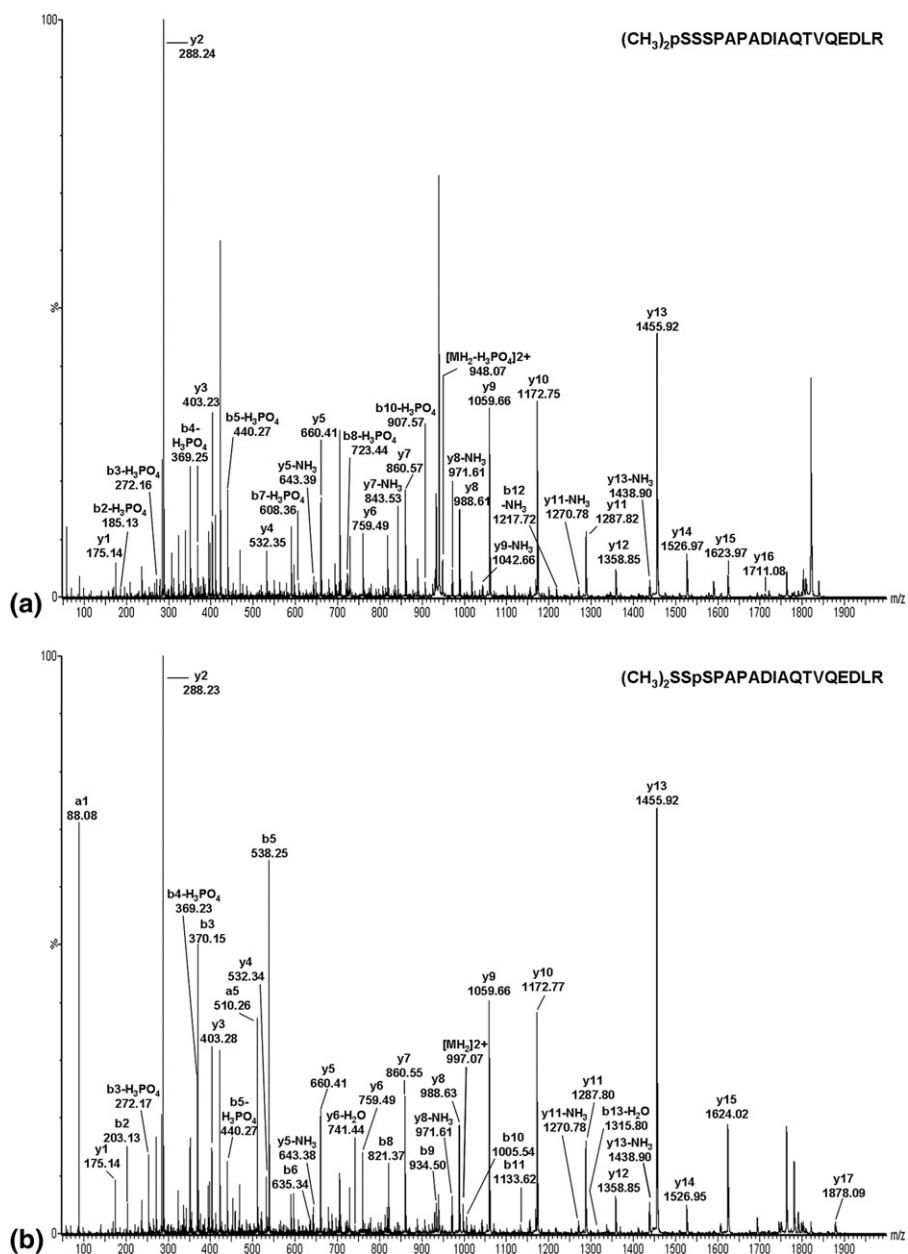 100
(CH₃)₂pSSSPAPADIAQTVQEDLR
y2
288.24
%
y13
1455.92
[MH₂-H₃PO₄]2+
948.07
y3
403.23
b4-
H₃PO₄
369.25
b5-H₃PO₄
440.27
y5
660.41
b10-H₃PO₄
907.57
y9
1059.66
y10
1172.75
b8-H₃PO₄
723.44
b3-H₃PO₄
272.16
y5-NH₃
643.39
y7
860.57
y8-NH₃
971.61
y7-NH₃
843.53
b7-H₃PO₄
608.36
b2-H₃PO₄
185.13
y6
759.49
y8
988.61
b12
-NH₃
1217.72
y11-NH₃
1270.78
y11
1287.82
y13-NH₃
1438.90
y1
175.14
y4
532.35
y9-NH₃
1042.66
y12
1358.85
y14
1526.97
y15
1623.97
y16
1711.08
(a)
0
100 200 300 400 500 600 700 800 900 1000 1100 1200 1300 1400 1500 1600 1700 1800 1900 m/z
100
(CH₃)₂SSpSPAPADIAQTVQEDLR
y2
288.23
a1
88.08
y13
1455.92
b5
538.25
b4-H₃PO₄
369.23
b3
370.15
%
y4
532.34
a5
510.26
y9
1059.66
y10
1172.77
y3
403.28
[MH₂]2+
997.07
y5
660.41
y7
860.55
y6
759.49
y8
988.63
y11
1287.80
y15
1624.02
b3-H₃PO₄
272.17
b2
203.13
y1
175.14
b5-
H₃PO₄
440.27
y6-H₂O
741.44
y8-NH₃
971.61
y11-NH₃
1270.78
b13-H₂O
1315.80
y5-NH₃
643.38
b8
821.37
b10
1005.54
y13-NH₃
1438.90
b6
635.34
b9
934.50
b11
1133.62
y12
1358.85
y14
1526.95
y17
1878.09
(b)
0
100 200 300 400 500 600 700 800 900 1000 1100 1200 1300 1400 1500 1600 1700 1800 1900 m/z